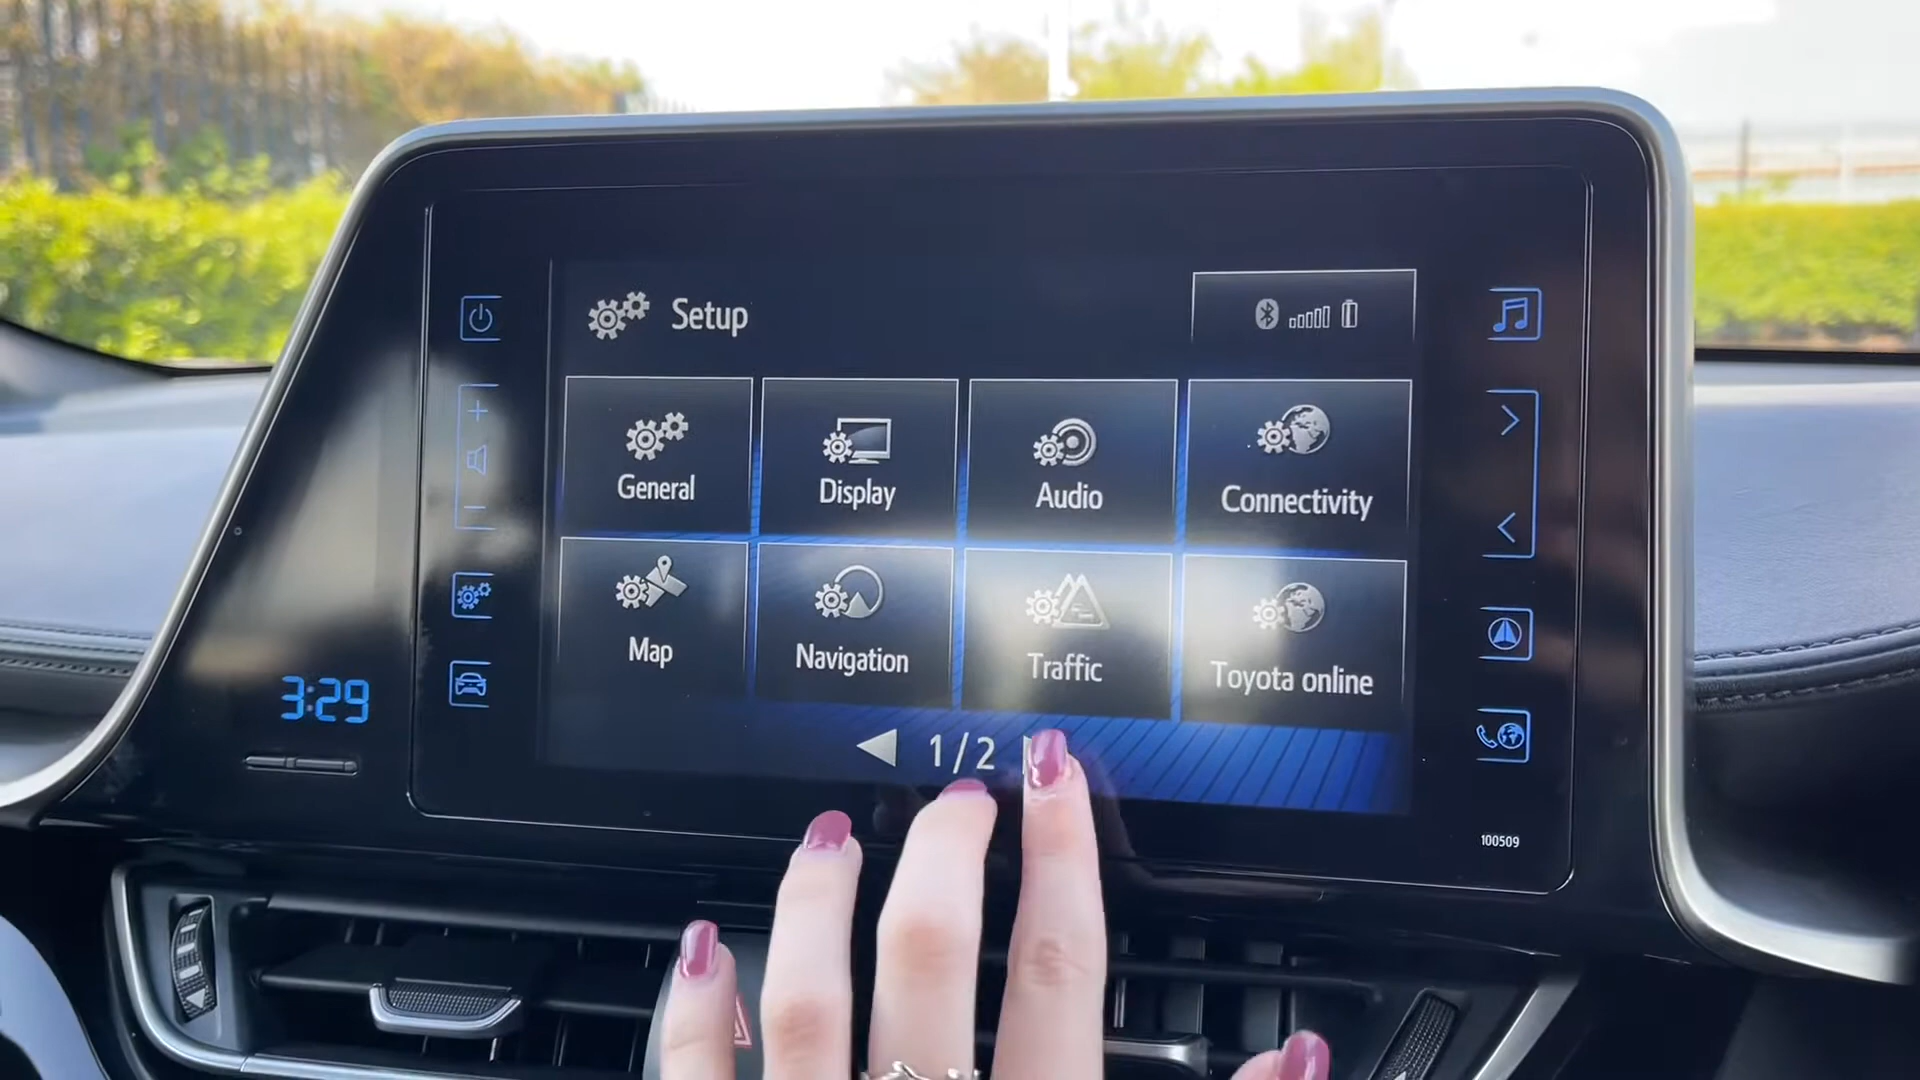 Setup
General
Display
Audio
Connectivity
Map
Navigation
Traffic
Toyota online
3:29
1/2
100509